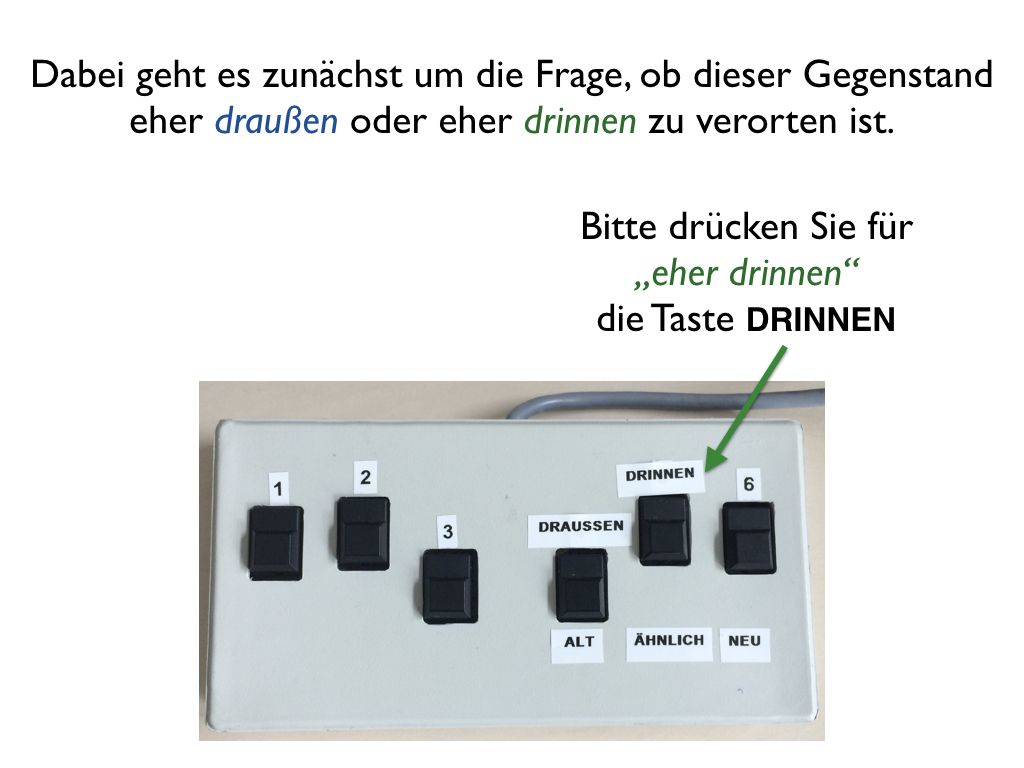 Dabei geht es zunächst um die Frage, ob dieser Gegenstand
eher draußen oder eher drinnen zu verorten ist.
Bitte drücken Sie für
„eher drinnen“
die Taste DRINNEN
1
2
3
DRAUSSEN
DRINNEN
6
ALT
ÄHNLICH
NEU